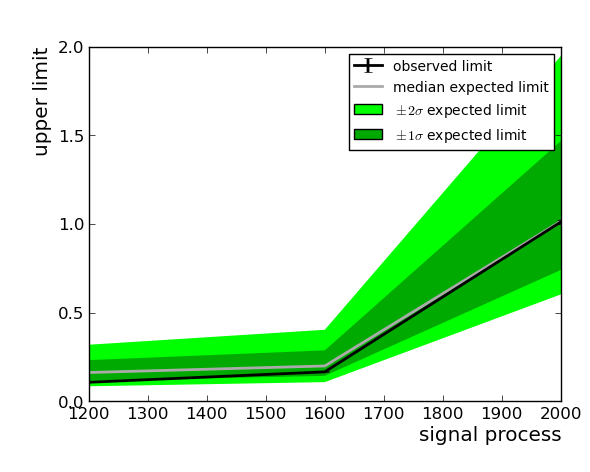 2.0
1.5
1.0
0.5
0.0
upper limit
observed limit
median expected limit
±2σ expected limit
±1σ expected limit
1200 1300 1400 1500 1600 1700 1800 1900 2000
signal process